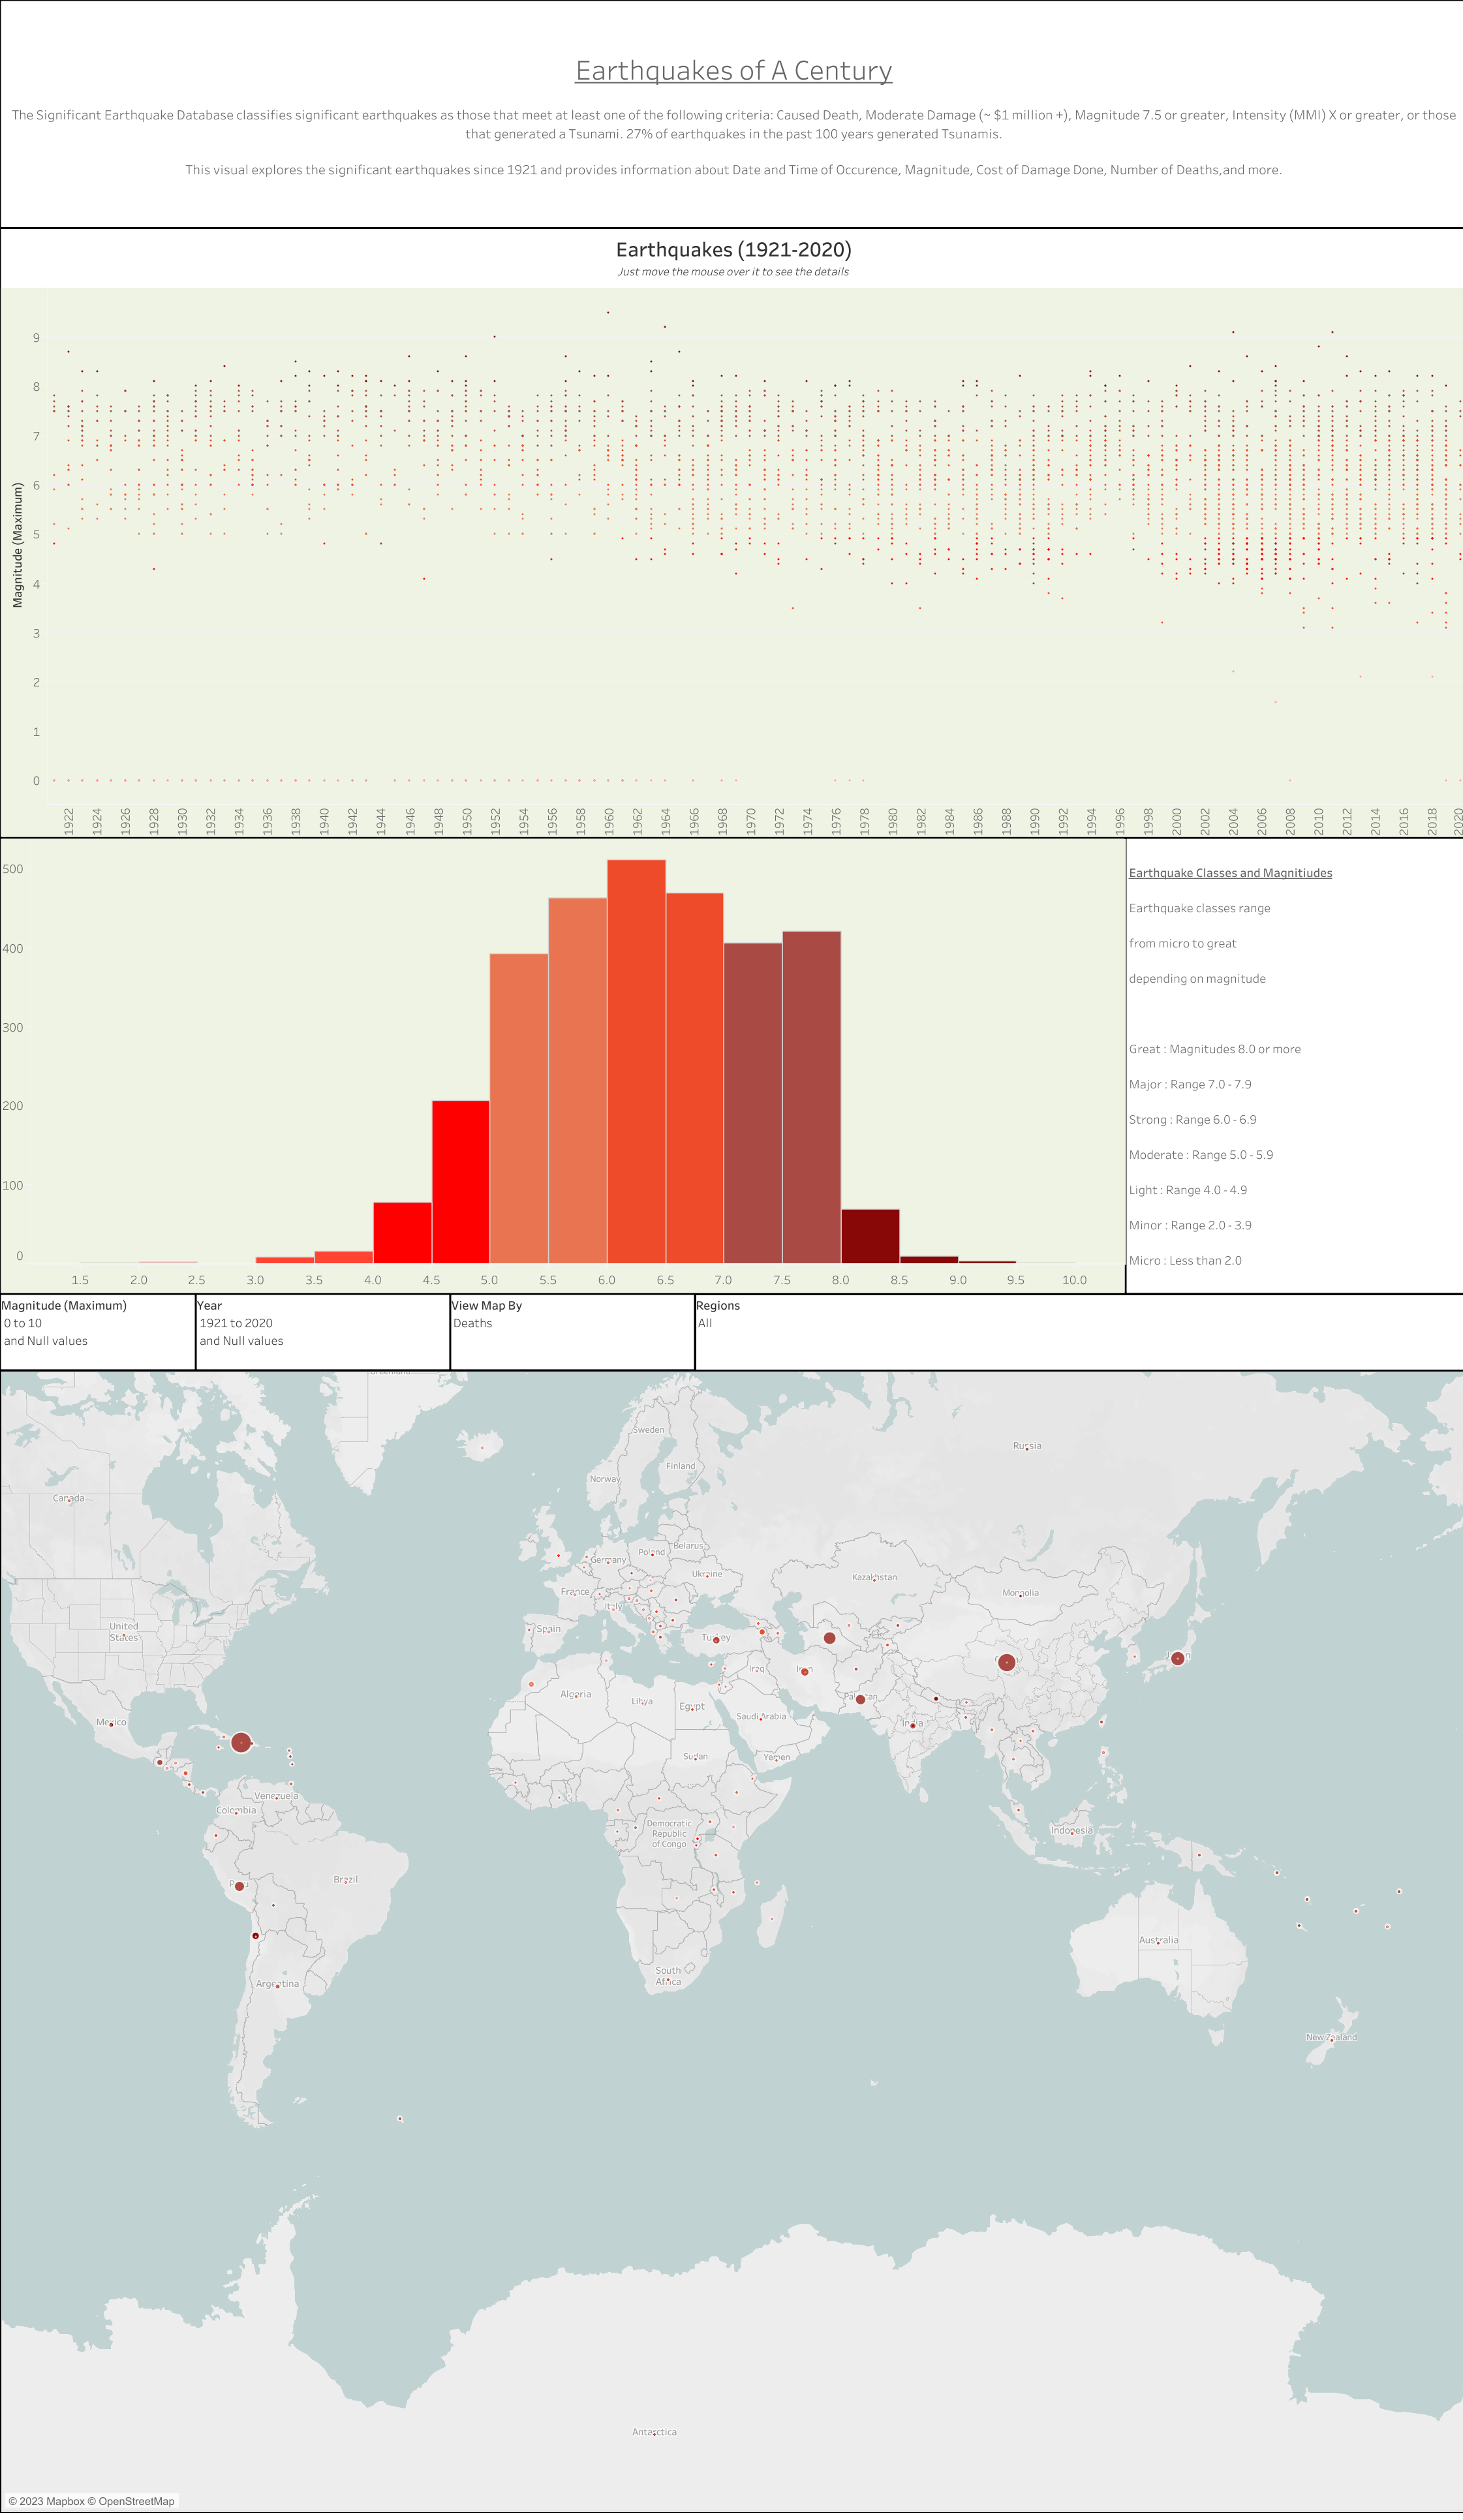 Earthquakes of A Century
The Significant Earthquake Database classifies significant earthquakes as those that meet at least one of the following criteria: Caused Death, Moderate Damage (~ $1 million +), Magnitude 7.5 or greater, Intensity (MMI) X or greater, or those
that generated a Tsunami. 27% of earthquakes in the past 100 years generated Tsunamis.
This visual explores the significant earthquakes since 1921 and provides information about Date and Time of Occurence, Magnitude, Cost of Damage Done, Number of Deaths,and more.
Earthquakes (1921-2020)
Just move the mouse over it to see the details
Magnitude (Maximum)
9
8
7
6
5
4
3
2
1
0
1922 1924 1926 1928 1930 1932 1934 1936 1938 1940 1942 1944 1946 1948 1950 1952 1954 1956 1958 1960 1962 1964 1966 1968 1970 1972 1974 1976 1978 1980 1982 1984 1986 1988 1990 1992 1994 1996 1998 2000 2002 2004 2006 2008 2010 2012 2014 2016 2018 2020
500
400
300
200
100
0
1.5 2.0 2.5 3.0 3.5 4.0 4.5 5.0 5.5 6.0 6.5 7.0 7.5 8.0 8.5 9.0 9.5 10.0
Earthquake Classes and Magnitiudes
Earthquake classes range
from micro to great
depending on magnitude
Great : Magnitudes 8.0 or more
Major : Range 7.0 - 7.9
Strong : Range 6.0 - 6.9
Moderate : Range 5.0 - 5.9
Light : Range 4.0 - 4.9
Minor : Range 2.0 - 3.9
Micro : Less than 2.0
Magnitude (Maximum)
0 to 10
and Null values
Year
1921 to 2020
and Null values
View Map By
Deaths
Regions
All
Greenland
Sweden
Russia
Finland
Norway
Canada
Poland
Belarus
Germany
Ukraine
Kazakhstan
France
Mongolia
Italy
United
States
Spain
Turkey
Iraq
Iran
Algeria
Libya
Egypt
Pakistan
Saudi Arabia
Mexico
India
Sudan
Yemen
Venezuela
Colombia
Democratic
Republic
of Congo
Indonesia
Brazil
Peru
Australia
South
Africa
Argentina
New Zealand
Antarctica
© 2023 Mapbox © OpenStreetMap